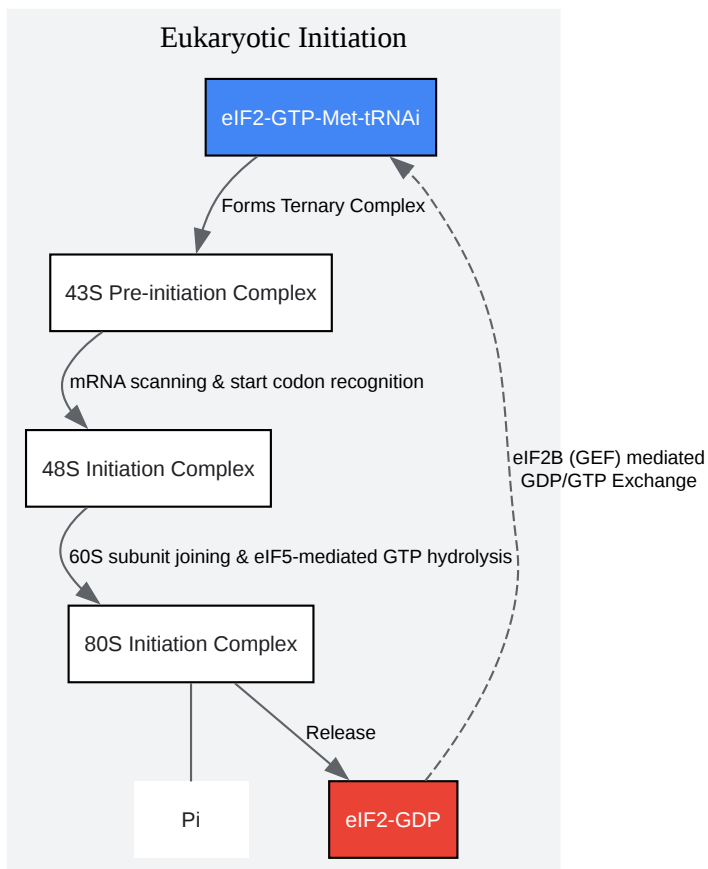 Eukaryotic Initiation
eIF2-GTP-Met-tRNAi
Forms Ternary Complex
43S Pre-initiation Complex
mRNA scanning & start codon recognition
eIF2B (GEF) mediated
GDP/GTP Exchange
48S Initiation Complex
60S subunit joining & eIF5-mediated GTP hydrolysis
80S Initiation Complex
Release
Pi
eIF2-GDP